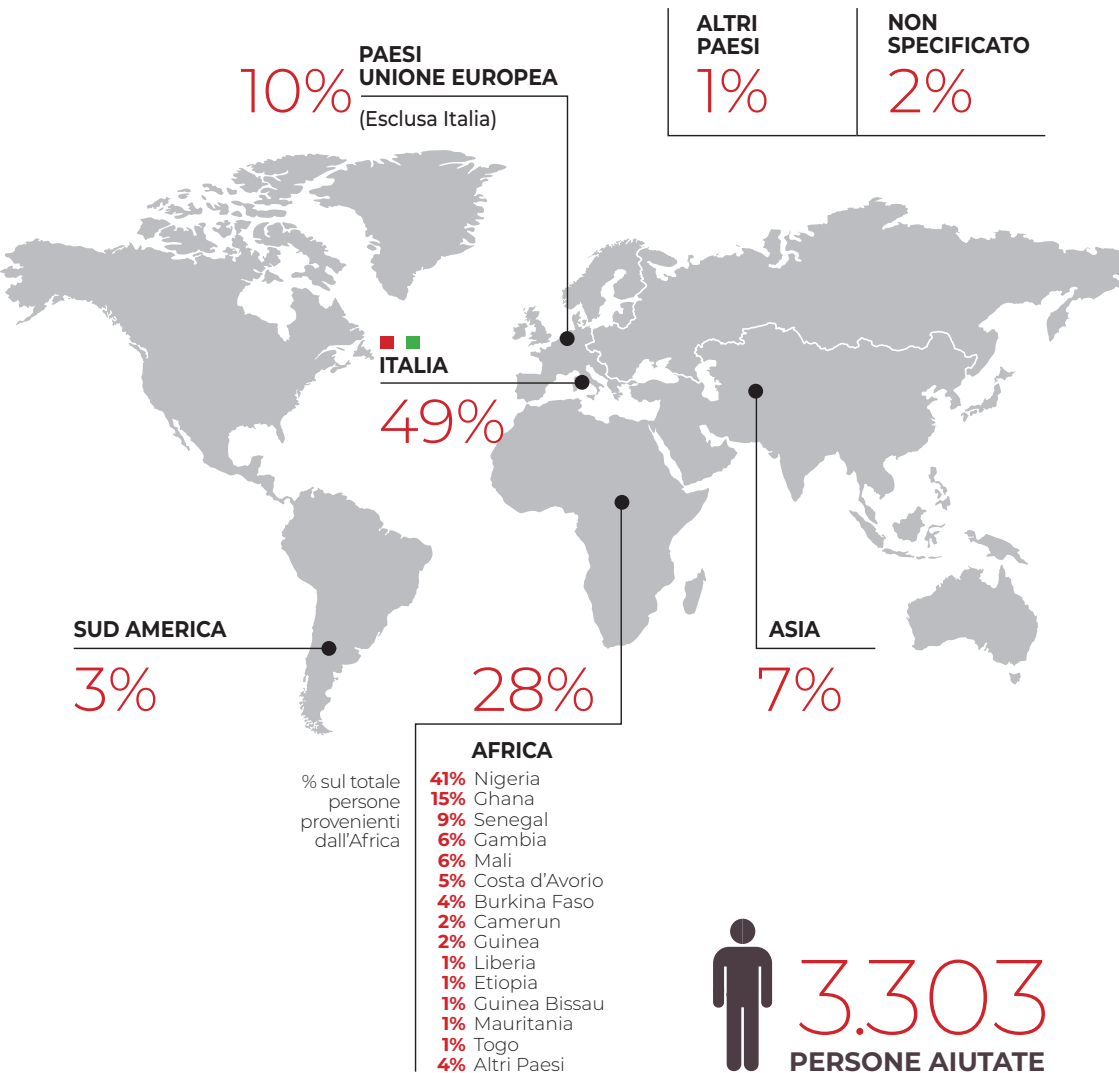 PAESI
UNIONE EUROPEA
10%
(Esclusa Italia)
ALTRI
PAESI
1%
NON
SPECIFICATO
2%
ITALIA
49%
SUD AMERICA
3%
28%
AFRICA
% sul totale
persone
provenienti
dall'Africa
41% Nigeria
15% Ghana
9% Senegal
6% Gambia
6% Mali
5% Costa d'Avorio
4% Burkina Faso
2% Camerun
2% Guinea
1% Liberia
1% Etiopia
1% Guinea Bissau
1% Mauritania
1% Togo
4% Altri Paesi
ASIA
7%
3.303
PERSONE AIUTATE